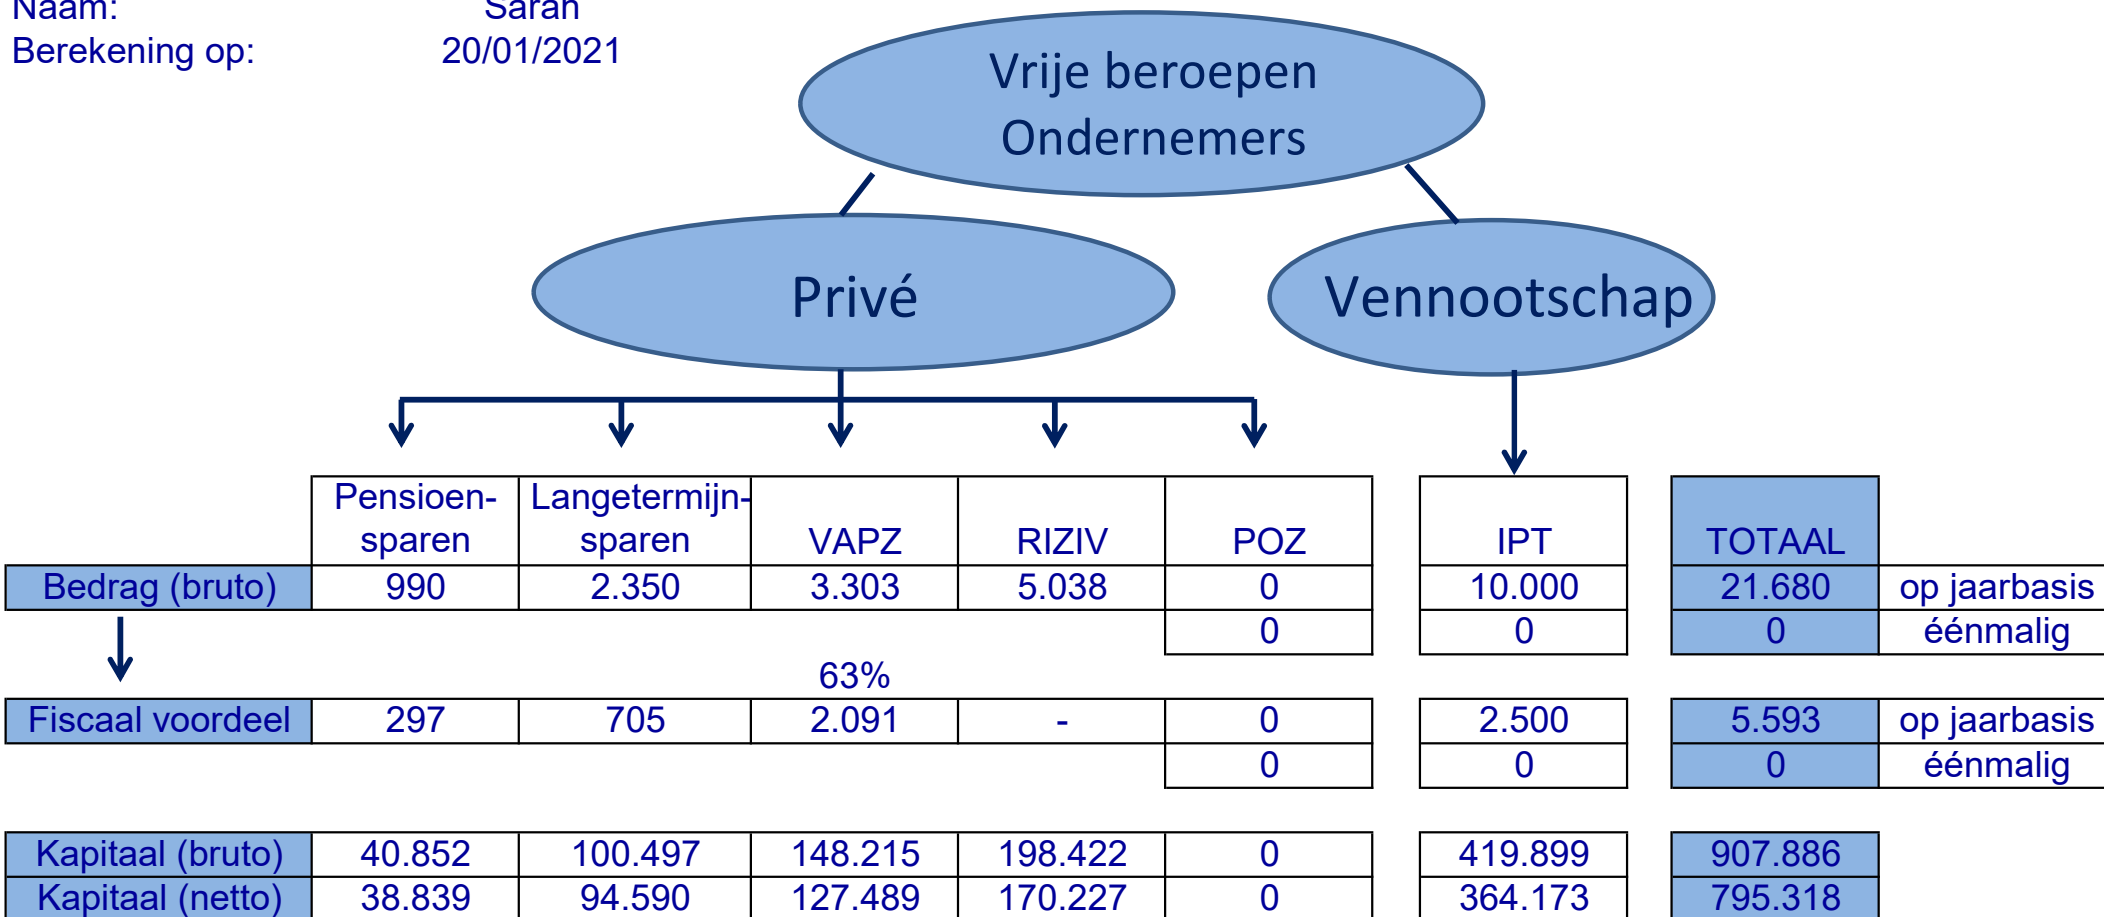 Naam: Sarah
Berekening op: 20/01/2021
Vrije beroepen
Ondernemers
Privé
Vennootschap
Pensioen- Langetermijn-
sparen sparen VAPZ RIZIV POZ IPT TOTAAL
Bedrag (bruto) 990 2.350 3.303 5.038 0 10.000 21.680 op jaarbasis
0 0 0 éénmalig
63%
Fiscaal voordeel 297 705 2.091 - 0 2.500 5.593 op jaarbasis
0 0 0 éénmalig
Kapitaal (bruto) 40.852 100.497 148.215 198.422 0 419.899 907.886
Kapitaal (netto) 38.839 94.590 127.489 170.227 0 364.173 795.318